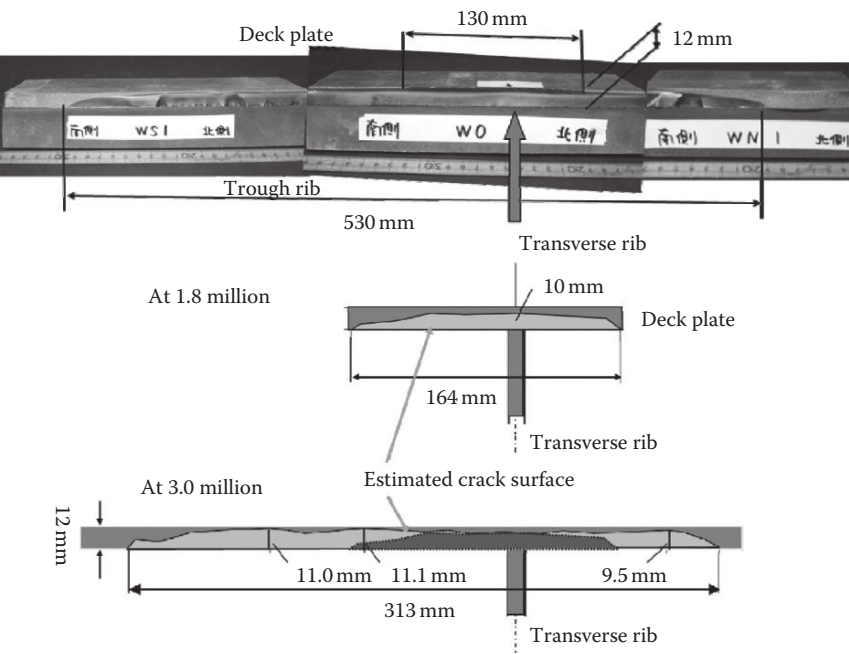 130 mm
Deck plate
12 mm
南側 WS1 北側
南側 WO 北側
南側 WN 1 北側
Trough rib
530 mm
Transverse rib
At 1.8 million
10 mm
Deck plate
164 mm
Transverse rib
Estimated crack surface
At 3.0 million
12 mm
11.0 mm
11.1 mm
9.5 mm
313 mm
Transverse rib